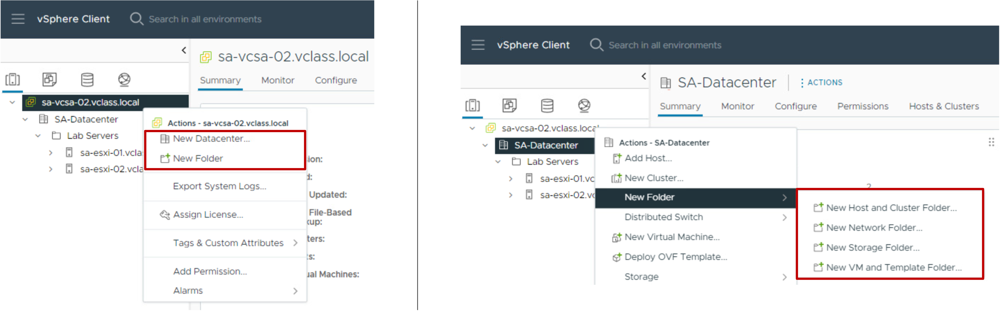 vSphere Client
Search in all environments
sa-vcsa-02.vclass.local
Summary Monitor Configure
sa-vcsa-02.vclass.local
SA-Datacenter
Lab Servers
sa-esxi-01.vcla
sa-esxi-02.vcla
Actions - sa-vcsa-02.vclass.local
New Datacenter...
New Folder
Export System Logs...
Assign License...
Tags & Custom Attributes
Add Permission...
Alarms
ion:
d:
Updated:
File-Based
kup:
ters:
ts:
ual Machines:
vSphere Client
Search in all environments
SA-Datacenter
ACTIONS
Summary Monitor Configure Permissions Hosts & Clusters
sa-vcsa-02.vclass.local
SA-Datacenter
Lab Servers
sa-esxi-01.vc
sa-esxi-02.vc
Actions - SA-Datacenter
Add Host...
New Cluster...
New Folder
Distributed Switch
New Virtual Machine...
Deploy OVF Template...
Storage
2
New Host and Cluster Folder...
New Network Folder...
New Storage Folder...
New VM and Template Folder...